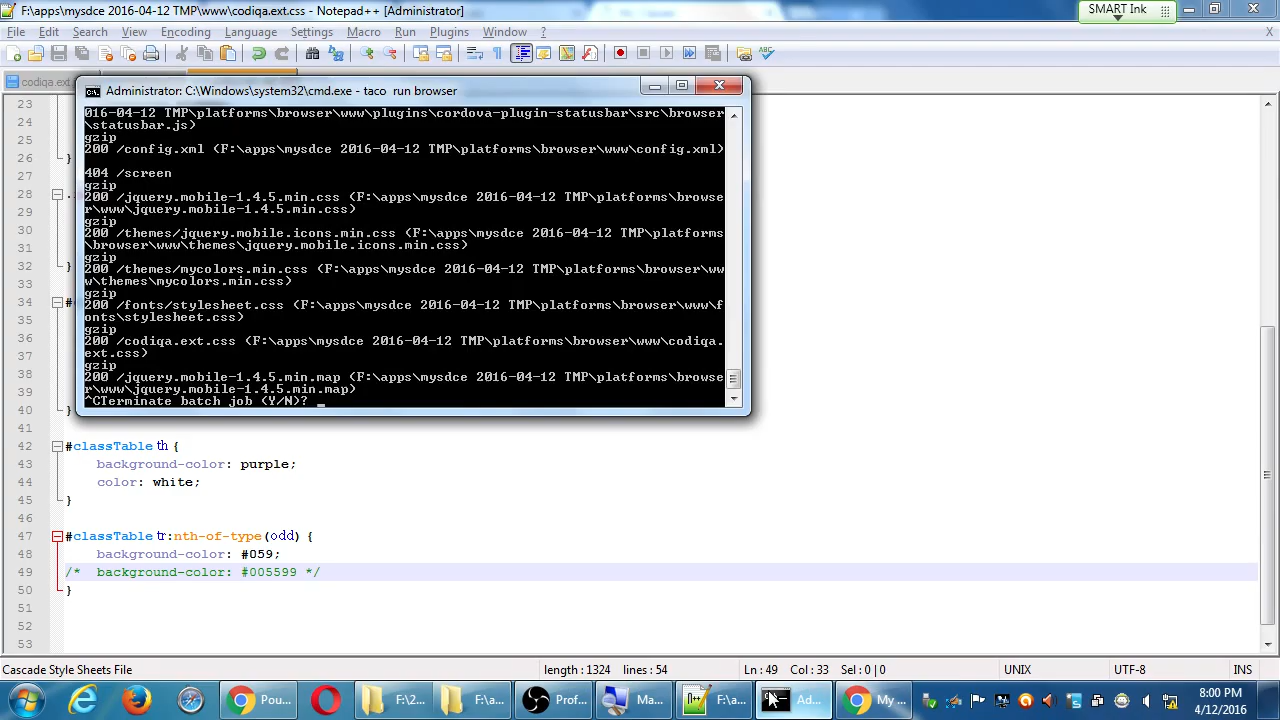 F:\apps\mysdce 2016-04-12 TMP\www\codiqa.ext.css - Notepad++ [Administrator]
SMART Ink
File Edit Search View Encoding Language Settings Macro Run Plugins Window ? X
codiqa.ext
Administrator: C:\Windows\system32\cmd.exe - taco run browser
016-04-12 TMP\platforms\browser\www\plugins\cordova-plugin-statusbar\src\browser
\statusbar.js)
gzip
200 /config.xml (F:\apps\mysdce 2016-04-12 TMP\platforms\browser\www\config.xml)
404 /screen
gzip
200 /jquery.mobile-1.4.5.min.css (F:\apps\mysdce 2016-04-12 TMP\platforms\browse
r\www\jquery.mobile-1.4.5.min.css)
gzip
200 /themes/jquery.mobile.icons.min.css (F:\apps\mysdce 2016-04-12 TMP\platforms
\browser\www\themes\jquery.mobile.icons.min.css)
gzip
200 /themes/mycolors.min.css (F:\apps\mysdce 2016-04-12 TMP\platforms\browser\ww
w\themes\mycolors.min.css)
gzip
200 /fonts/stylesheet.css (F:\apps\mysdce 2016-04-12 TMP\platforms\browser\www\f
onts\stylesheet.css)
gzip
200 /codiqa.ext.css (F:\apps\mysdce 2016-04-12 TMP\platforms\browser\www\codiqa.
ext.css)
gzip
200 /jquery.mobile-1.4.5.min.map (F:\apps\mysdce 2016-04-12 TMP\platforms\browse
r\www\jquery.mobile-1.4.5.min.map)
^CTerminate batch job (Y/N)? _
23
24
25
26 }
27
28 .
29
30
31
32 }
33
34 #
35
36
37
38
39
40 }
41
42 #classTable th {
43 background-color: purple;
44 color: white;
45 }
46
47 #classTable tr:nth-of-type(odd) {
48 background-color: #059;
49 /* background-color: #005599 */
50 }
51
52
53
Cascade Style Sheets File length : 1324 lines : 54 Ln : 49 Col : 33 Sel : 0 | 0 UNIX UTF-8 INS
Pou... F:\2... F:\a... Prof... Ma... F:\a... Ad... My ... 8:00 PM
4/12/2016